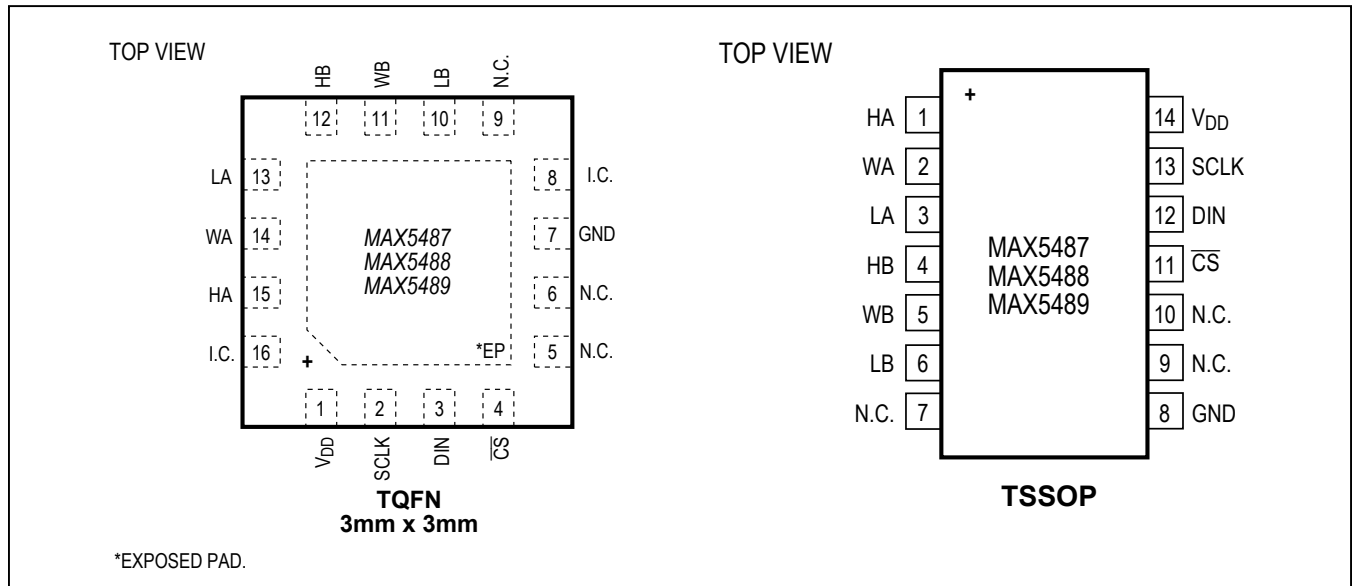 TOP VIEW
HB WB LB N.C.
12 11 10 9
LA 13 8 I.C.
WA 14 7 GND
HA 15 6 N.C.
I.C. 16 5 N.C.
MAX5487
MAX5488
MAX5489
*EP
+
1 2 3 4
VDD SCLK DIN C̅S̅
TQFN
3mm x 3mm
*EXPOSED PAD.
TOP VIEW
+
HA 1 14 VDD
WA 2 13 SCLK
LA 3 12 DIN
HB 4 11 C̅S̅
WB 5 10 N.C.
LB 6 9 N.C.
N.C. 7 8 GND
MAX5487
MAX5488
MAX5489
TSSOP